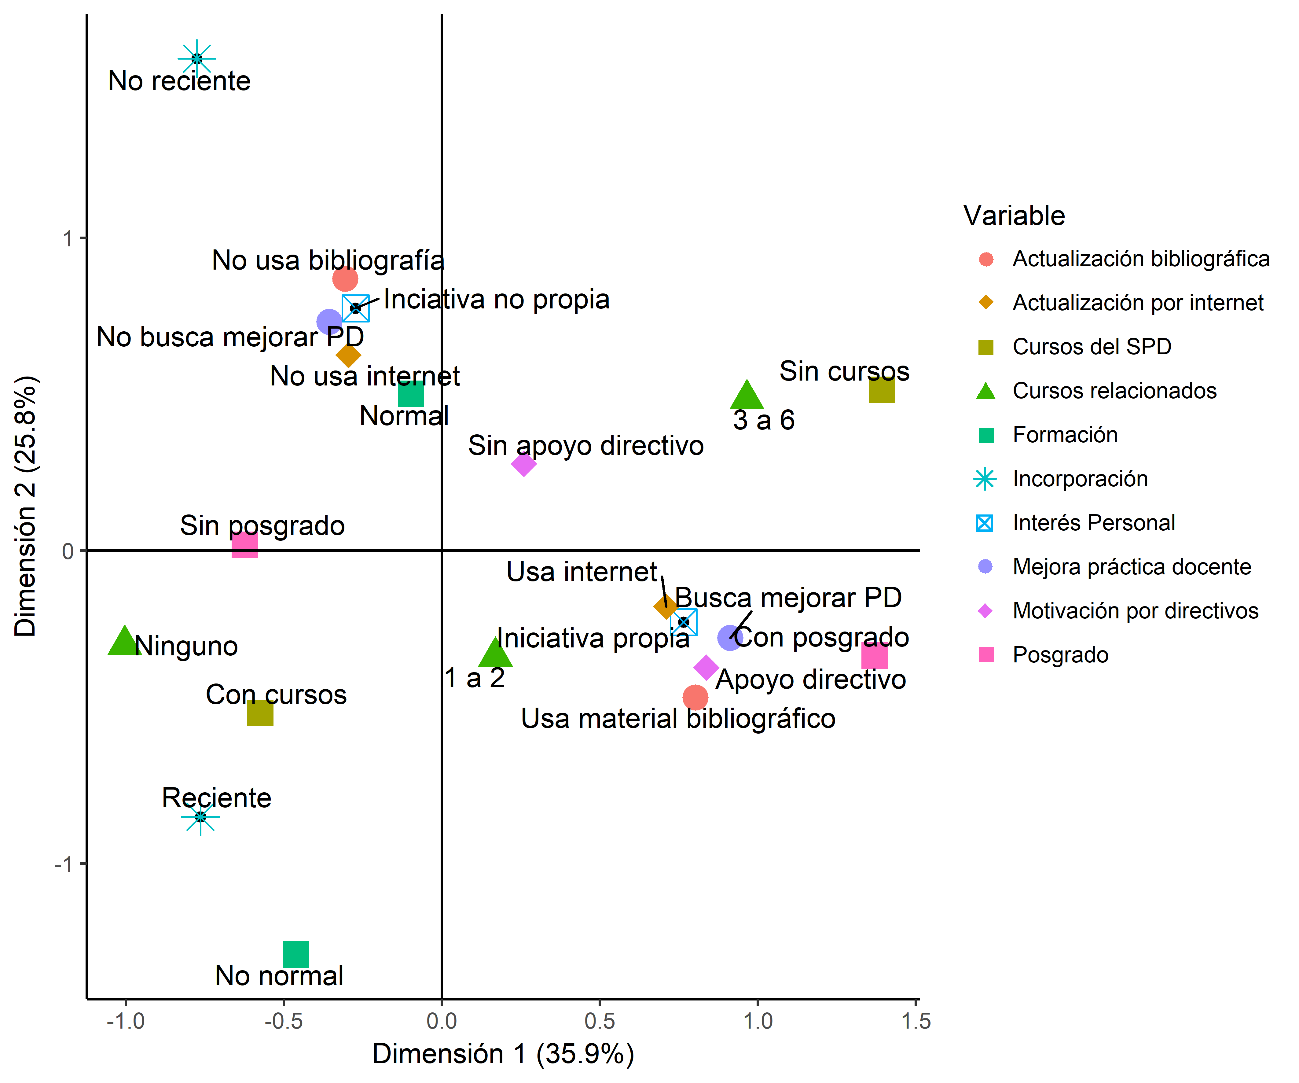 No reciente
1
No usa bibliografía
Inciativa no propia
No busca mejorar PD
No usa internet
Normal
Sin cursos
3 a 6
Sin apoyo directivo
Sin posgrado
0
Usa internet
Busca mejorar PD
Iniciativa propia
Con posgrado
Ninguno
1 a 2
Apoyo directivo
Con cursos
Usa material bibliográfico
Reciente
-1
No normal
-1.0
-0.5
0.0
0.5
1.0
1.5
Dimensión 1 (35.9%)
Dimensión 2 (25.8%)
Variable
Actualización bibliográfica
Actualización por internet
Cursos del SPD
Cursos relacionados
Formación
Incorporación
Interés Personal
Mejora práctica docente
Motivación por directivos
Posgrado